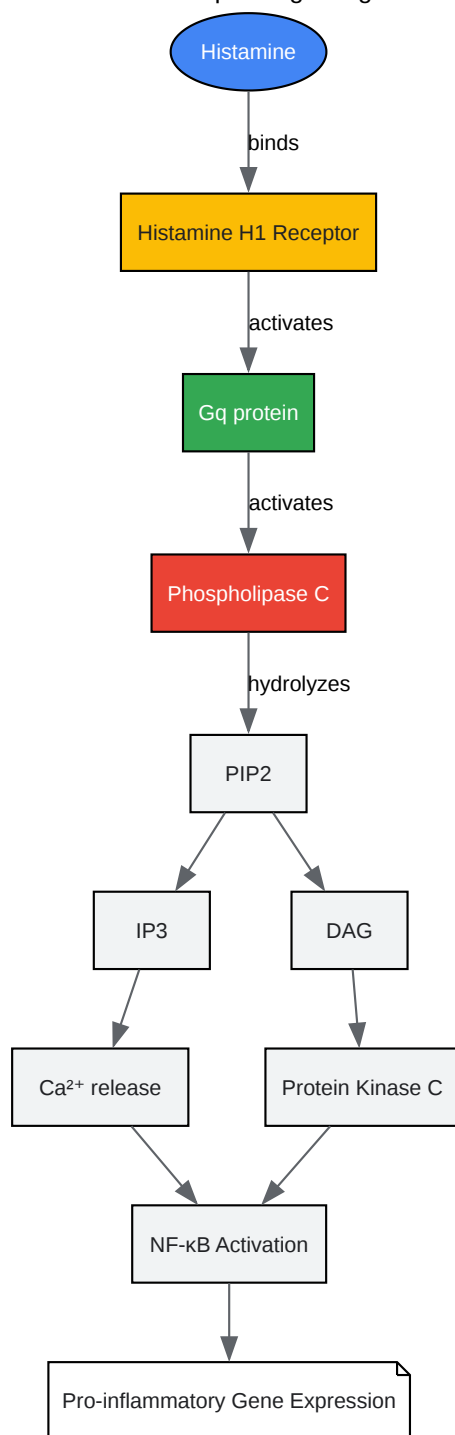 Histamine
binds
Histamine H1 Receptor
activates
Gq protein
activates
Phospholipase C
hydrolyzes
PIP2
IP3 DAG
Ca²⁺ release Protein Kinase C
NF-κB Activation
Pro-inflammatory Gene Expression